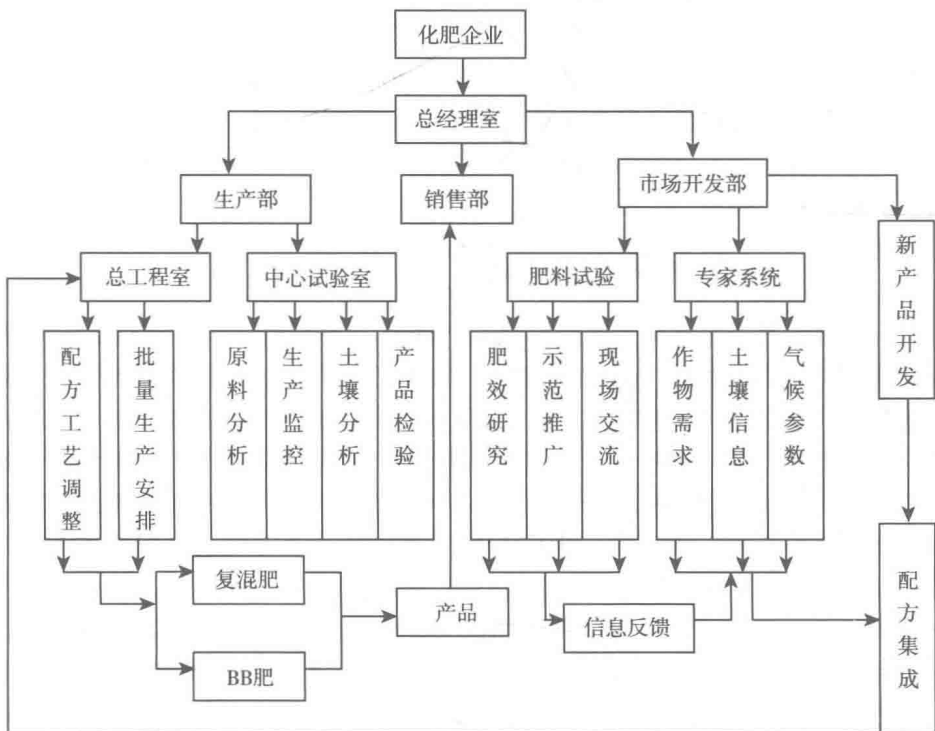 化肥企业
总经理室
生产部
销售部
市场开发部
新产品开发
总工程室
中心试验室
肥料试验
专家系统
配方工艺调整
批量生产安排
原料分析
生产监控
土壤分析
产品检验
肥效研究
示范推广
现场交流
作物需求
土壤信息
气候参数
复混肥
BB肥
产品
信息反馈
配方集成